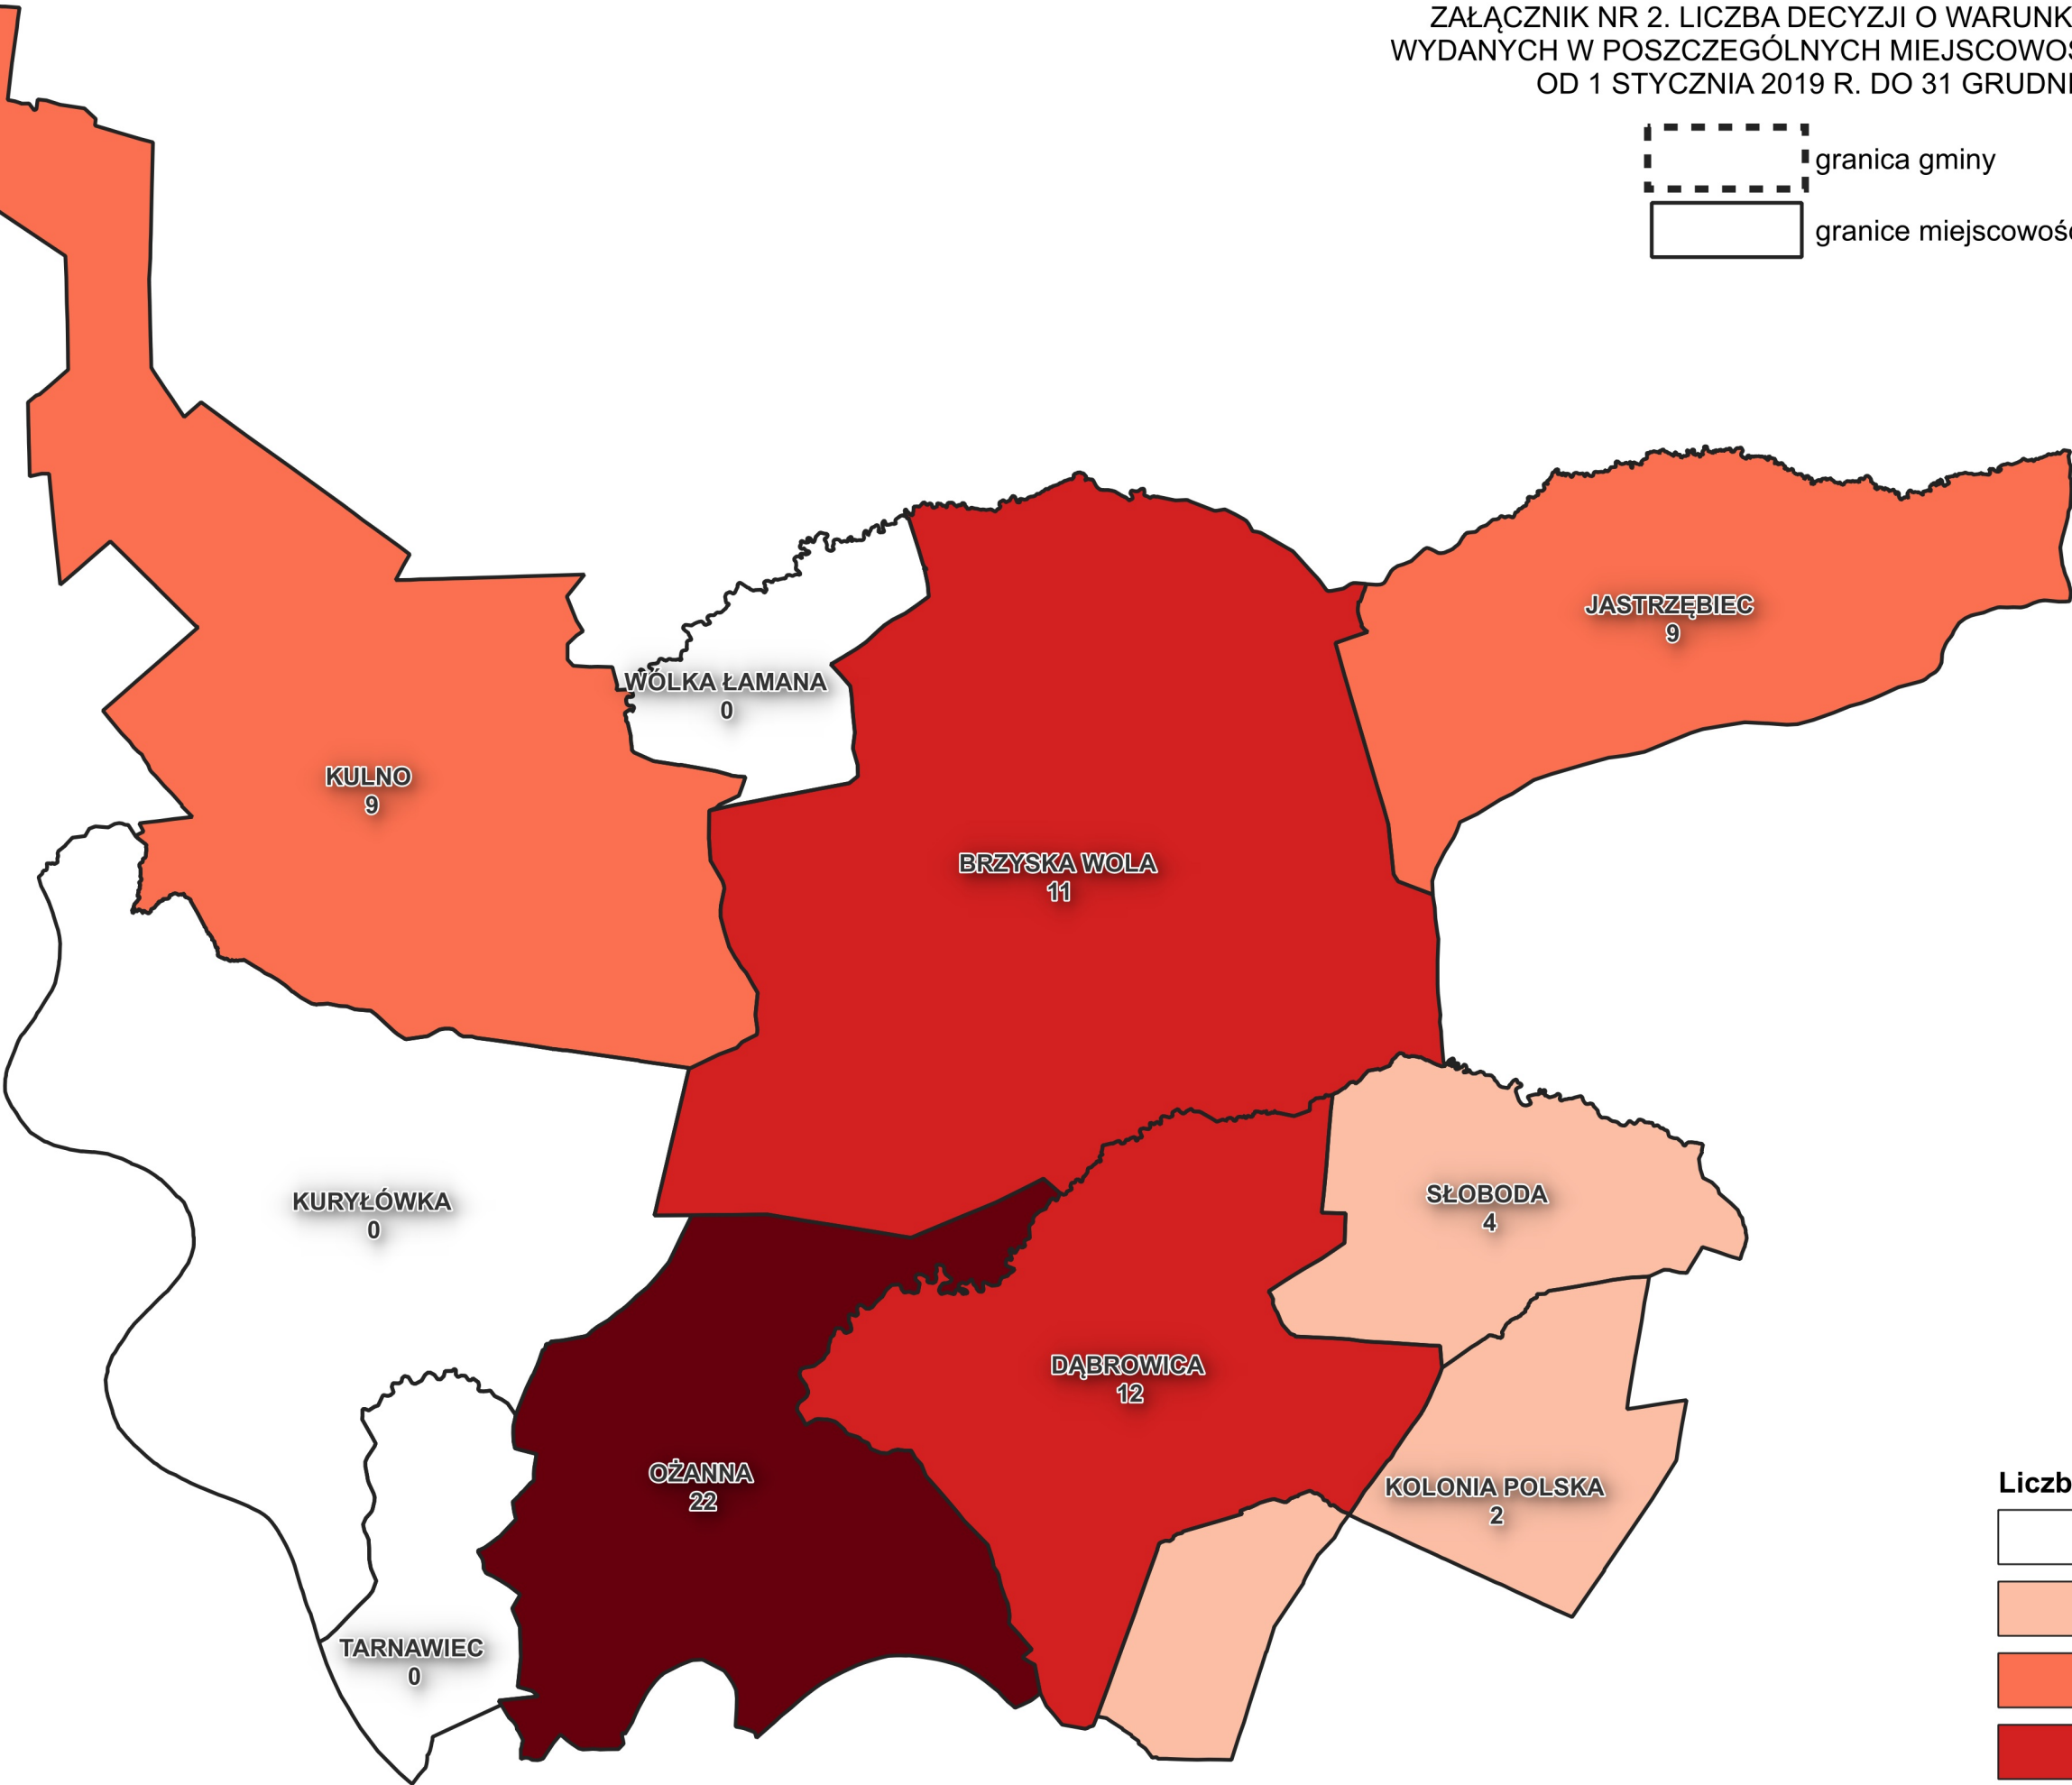 ZAŁĄCZNIK NR 2. LICZBA DECYZJI O WARUNK
WYDANYCH W POSZCZEGÓLNYCH MIEJSCOWOŚ
OD 1 STYCZNIA 2019 R. DO 31 GRUDNI
granica gminy
granice miejscowośc
JASTRZĘBIEC
9
WÓLKA ŁAMANA
0
KULNO
9
BRZYSKA WOLA
11
KURYŁÓWKA
0
SŁOBODA
4
DĄBROWICA
12
OŻANNA
22
KOLONIA POLSKA
2
TARNAWIEC
0
Liczb